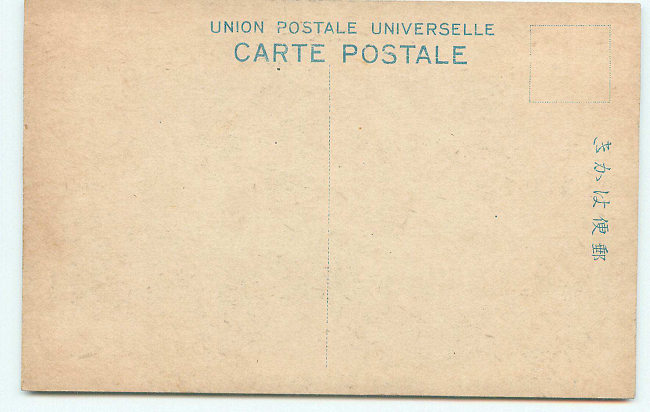 UNION POSTALE UNIVERSELLE
CARTE POSTALE
郵便はかき